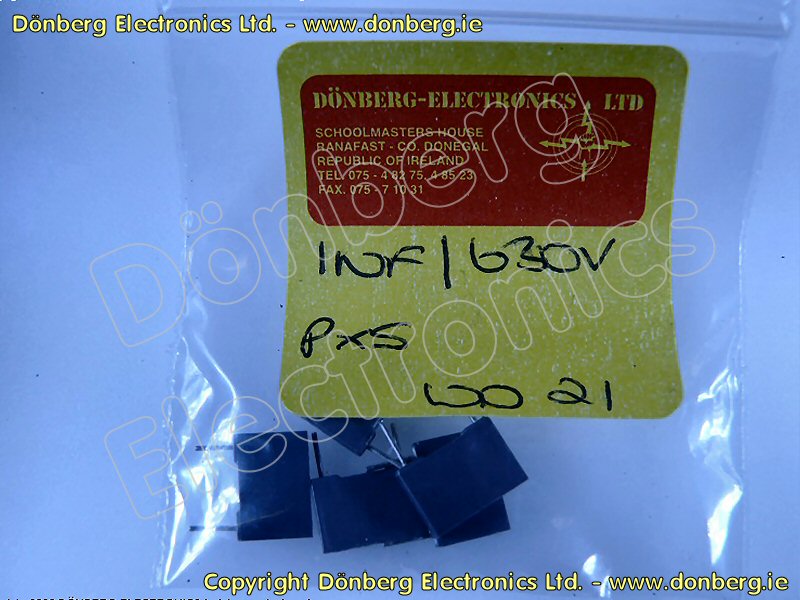 Dönberg Electronics Ltd. - www.donberg.ie
DÖNBERG-ELECTRONICS LTD
SCHOOLMASTERS HOUSE
RANAFAST - CO. DONEGAL
REPUBLIC OF IRELAND
TEL. 075 - 4 82 75, 4 85 23
FAX. 075 - 7 10 31
Dönberg
Electronics
1NF/630V
Px5
WD 21
Copyright Dönberg Electronics Ltd. - www.donberg.ie